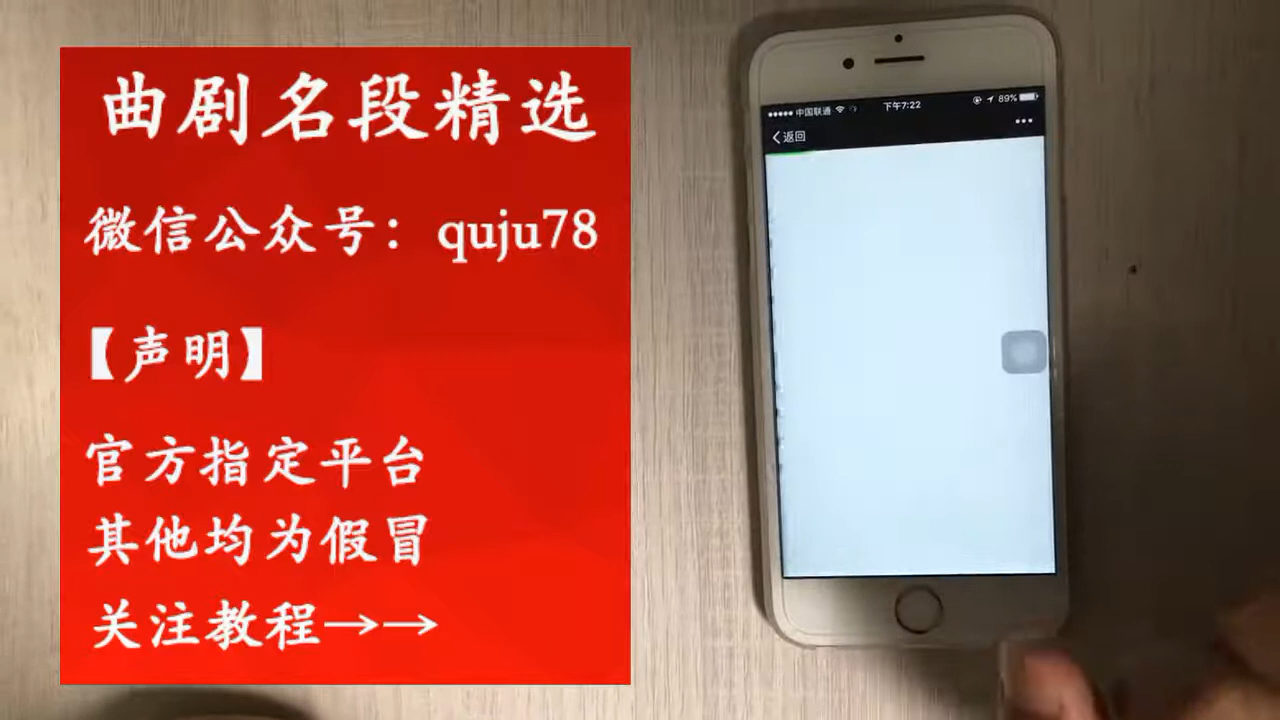 曲剧名段精选
微信公众号：quju78
【声明】
官方指定平台
其他均为假冒
关注教程→→
中国联通 下午7:22 89%
返回